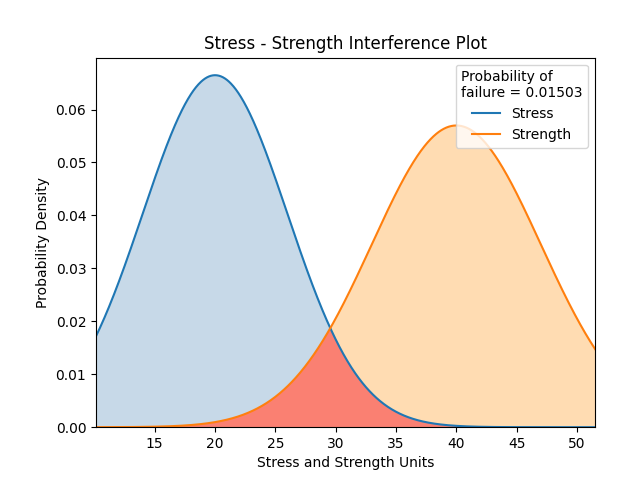 Stress - Strength Interference Plot
Probability of
failure = 0.01503
Stress
Strength
Probability Density
0.06
0.05
0.04
0.03
0.02
0.01
0.00
15 20 25 30 35 40 45 50
Stress and Strength Units